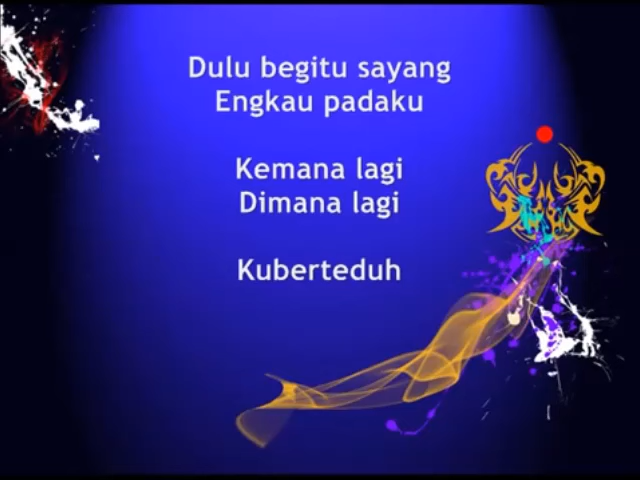 Dulu begitu sayang
Engkau padaku
Kemana lagi
Dimana lagi
Kuberteduh